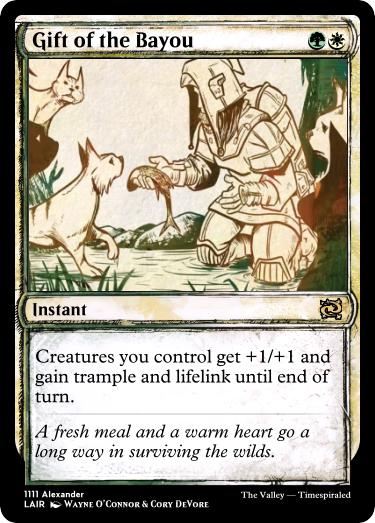 Gift of the Bayou
Instant
Creatures you control get +1/+1 and
gain trample and lifelink until end of
turn.
A fresh meal and a warm heart go a
long way in surviving the wilds.
1111 Alexander
LAIR Wayne O'Connor & Cory DeVore
The Valley — Timespiraled